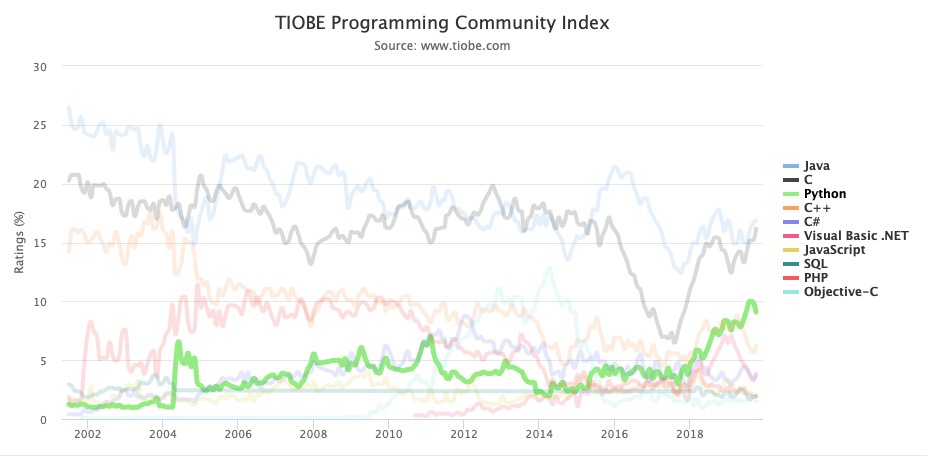 TIOBE Programming Community Index
Source: www.tiobe.com
Ratings (%)
30
25
20
15
10
5
0
2002 2004 2006 2008 2010 2012 2014 2016 2018
Java
C
Python
C++
C#
Visual Basic .NET
JavaScript
SQL
PHP
Objective-C